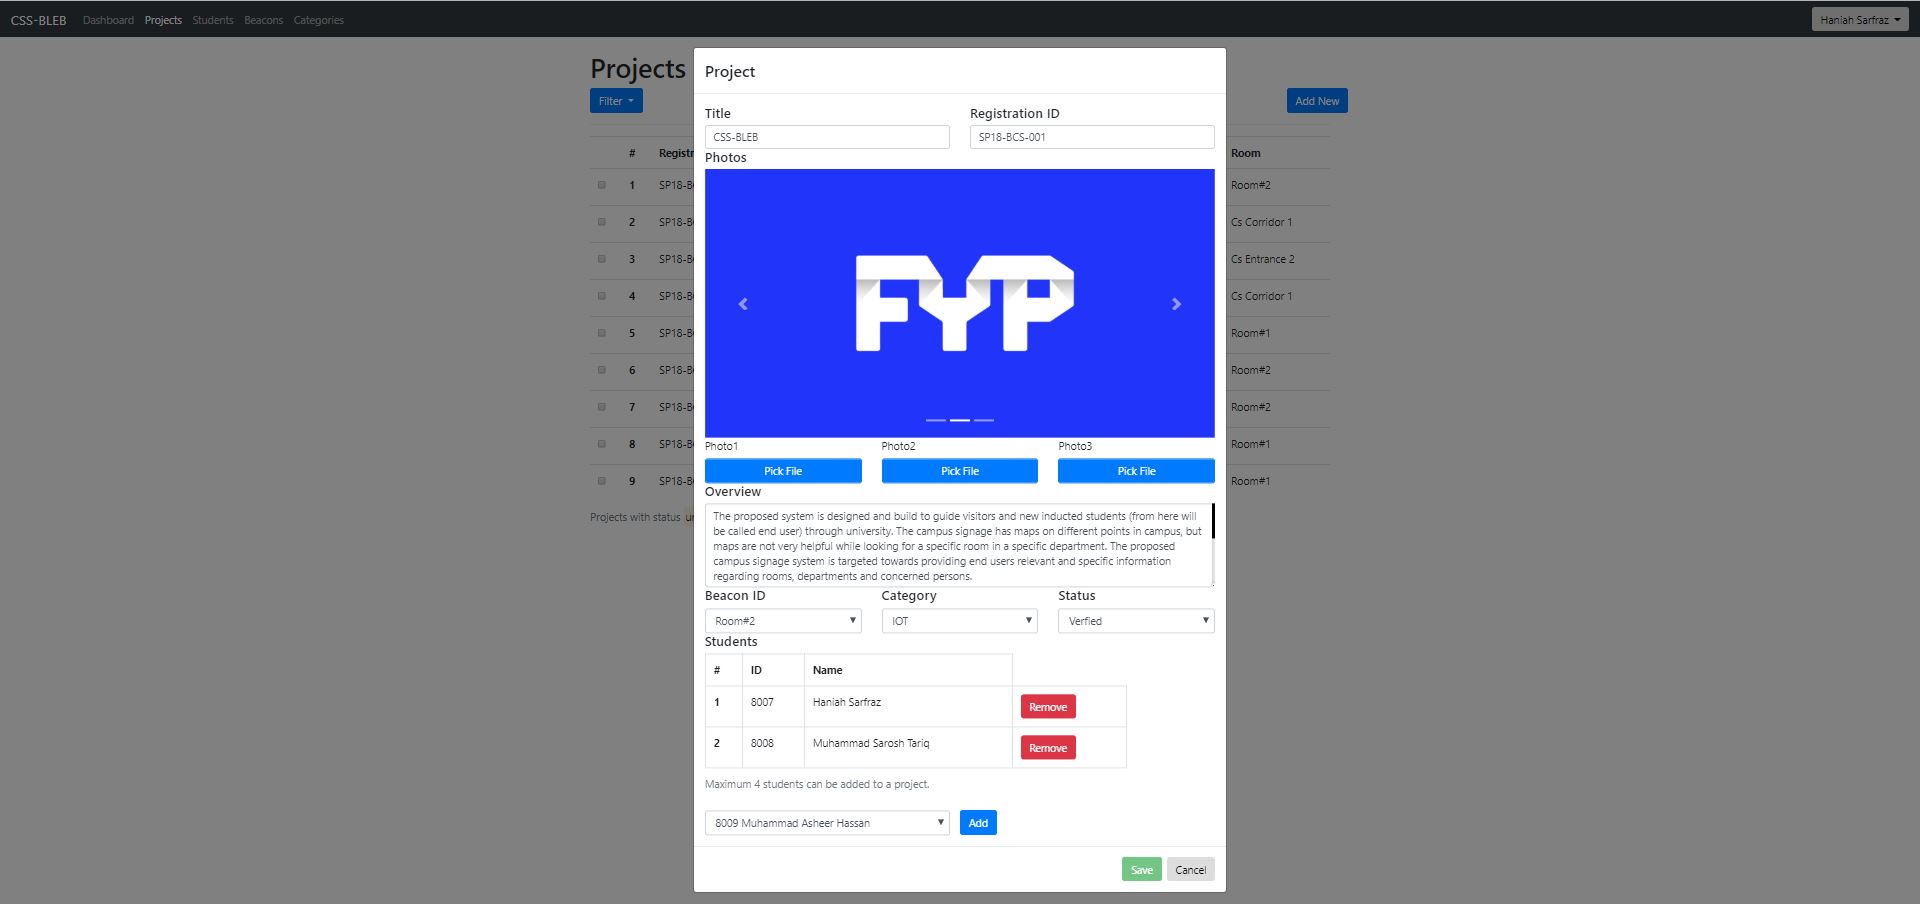 CSS-BLEB Dashboard Projects Students Beacons Categories Haniah Sarfraz
Projects
Filter
Add New
# Registr Room
1 SP18-B Room#2
2 SP18-B Cs Corridor 1
3 SP18-B Cs Entrance 2
4 SP18-B Cs Corridor 1
5 SP18-B Room#1
6 SP18-B Room#2
7 SP18-B Room#2
8 SP18-B Room#1
9 SP18-B Room#1
Projects with status
Project
Title Registration ID
CSS-BLEB SP18-BCS-001
Photos
FYP
Photo1 Photo2 Photo3
Pick File Pick File Pick File
Overview
The proposed system is designed and build to guide visitors and new inducted students (from here will
be called end user) through university. The campus signage has maps on different points in campus, but
maps are not very helpful while looking for a specific room in a specific department. The proposed
campus signage system is targeted towards providing end users relevant and specific information
regarding rooms, departments and concerned persons.
Beacon ID Category Status
Room#2 IOT Verfied
Students
# ID Name
1 8007 Haniah Sarfraz Remove
2 8008 Muhammad Sarosh Tariq Remove
Maximum 4 students can be added to a project.
8009 Muhammad Asheer Hassan Add
Save Cancel